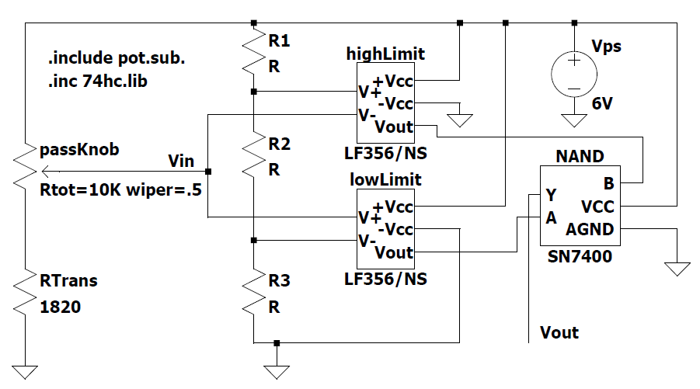 .include pot.sub.
.inc 74hc.lib
R1
R
highLimit
+Vcc
V+
-Vcc
V-
Vout
LF356/NS
Vps
+
−
6V
passKnob
Rtot=10K wiper=.5
Vin
R2
R
lowLimit
+Vcc
V+
-Vcc
V-
Vout
LF356/NS
NAND
B
Y
VCC
A
AGND
SN7400
RTrans
1820
R3
R
Vout